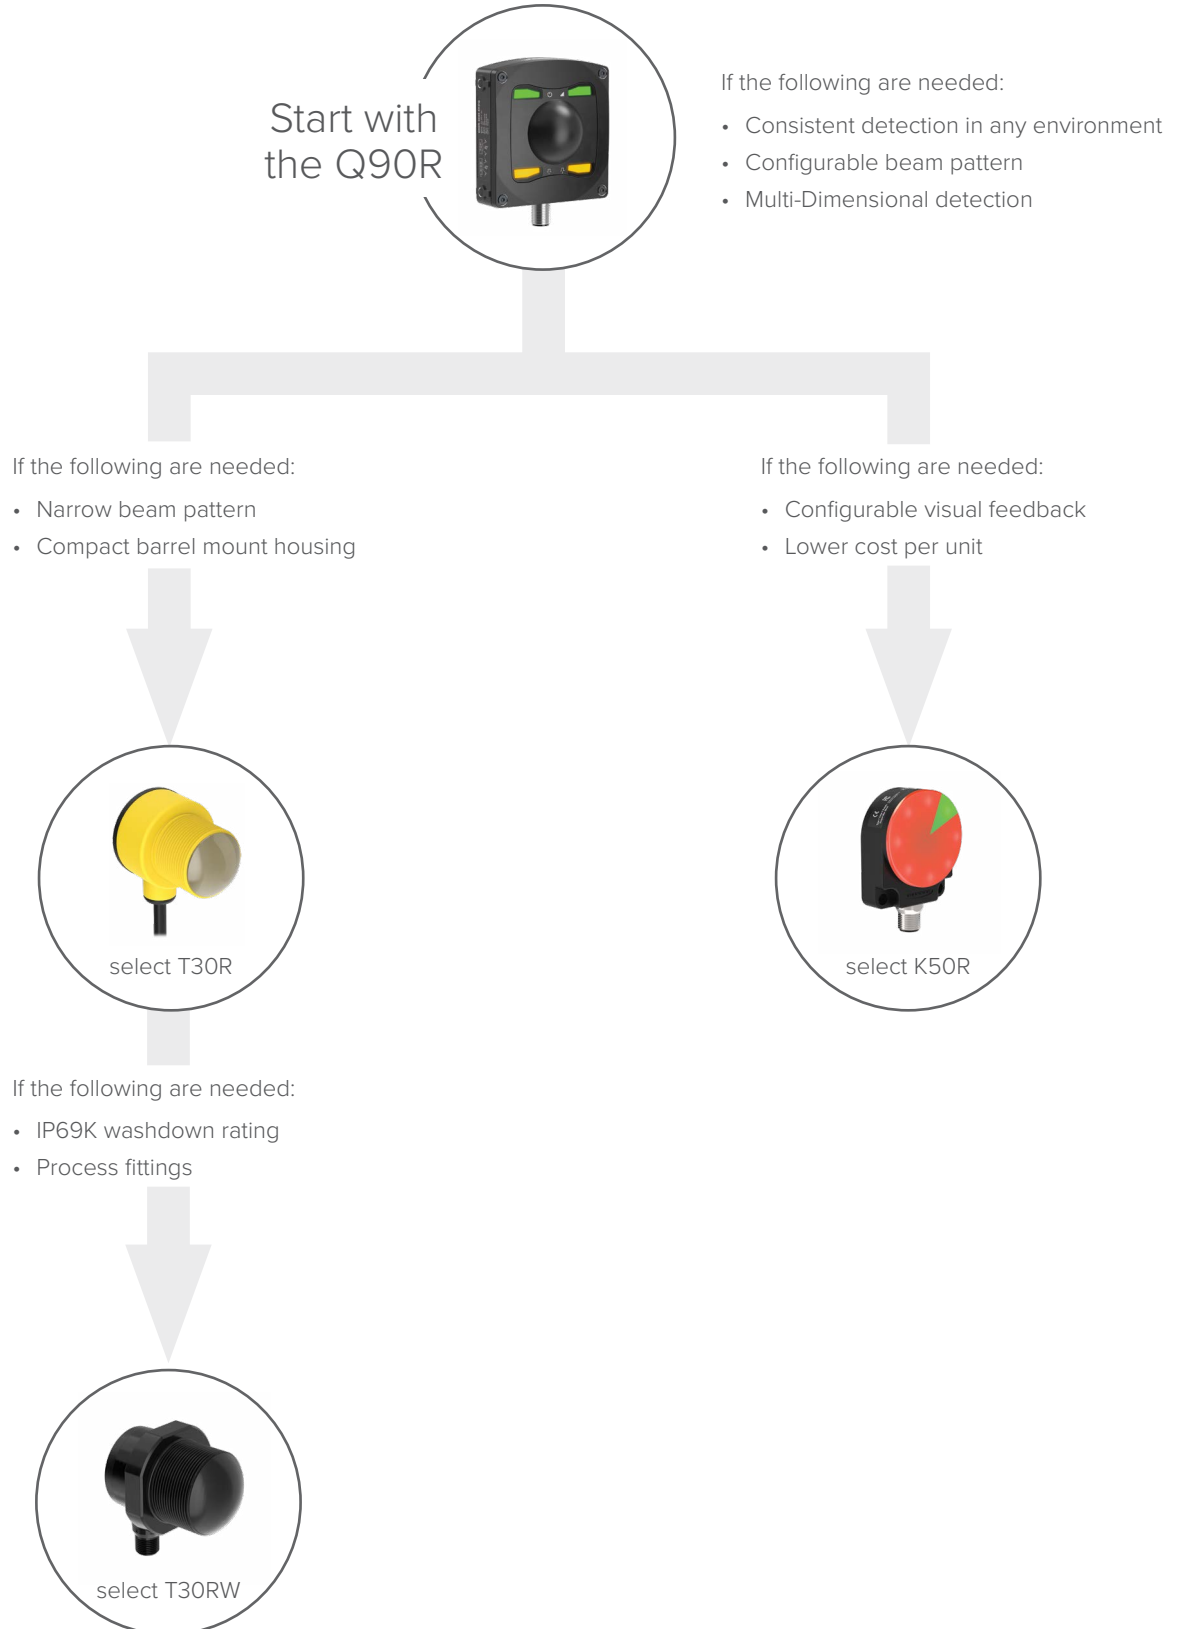 Start with
the Q90R
If the following are needed:
• Consistent detection in any environment
• Configurable beam pattern
• Multi-Dimensional detection
If the following are needed:
• Narrow beam pattern
• Compact barrel mount housing
If the following are needed:
• Configurable visual feedback
• Lower cost per unit
select T30R
select K50R
If the following are needed:
• IP69K washdown rating
• Process fittings
select T30RW